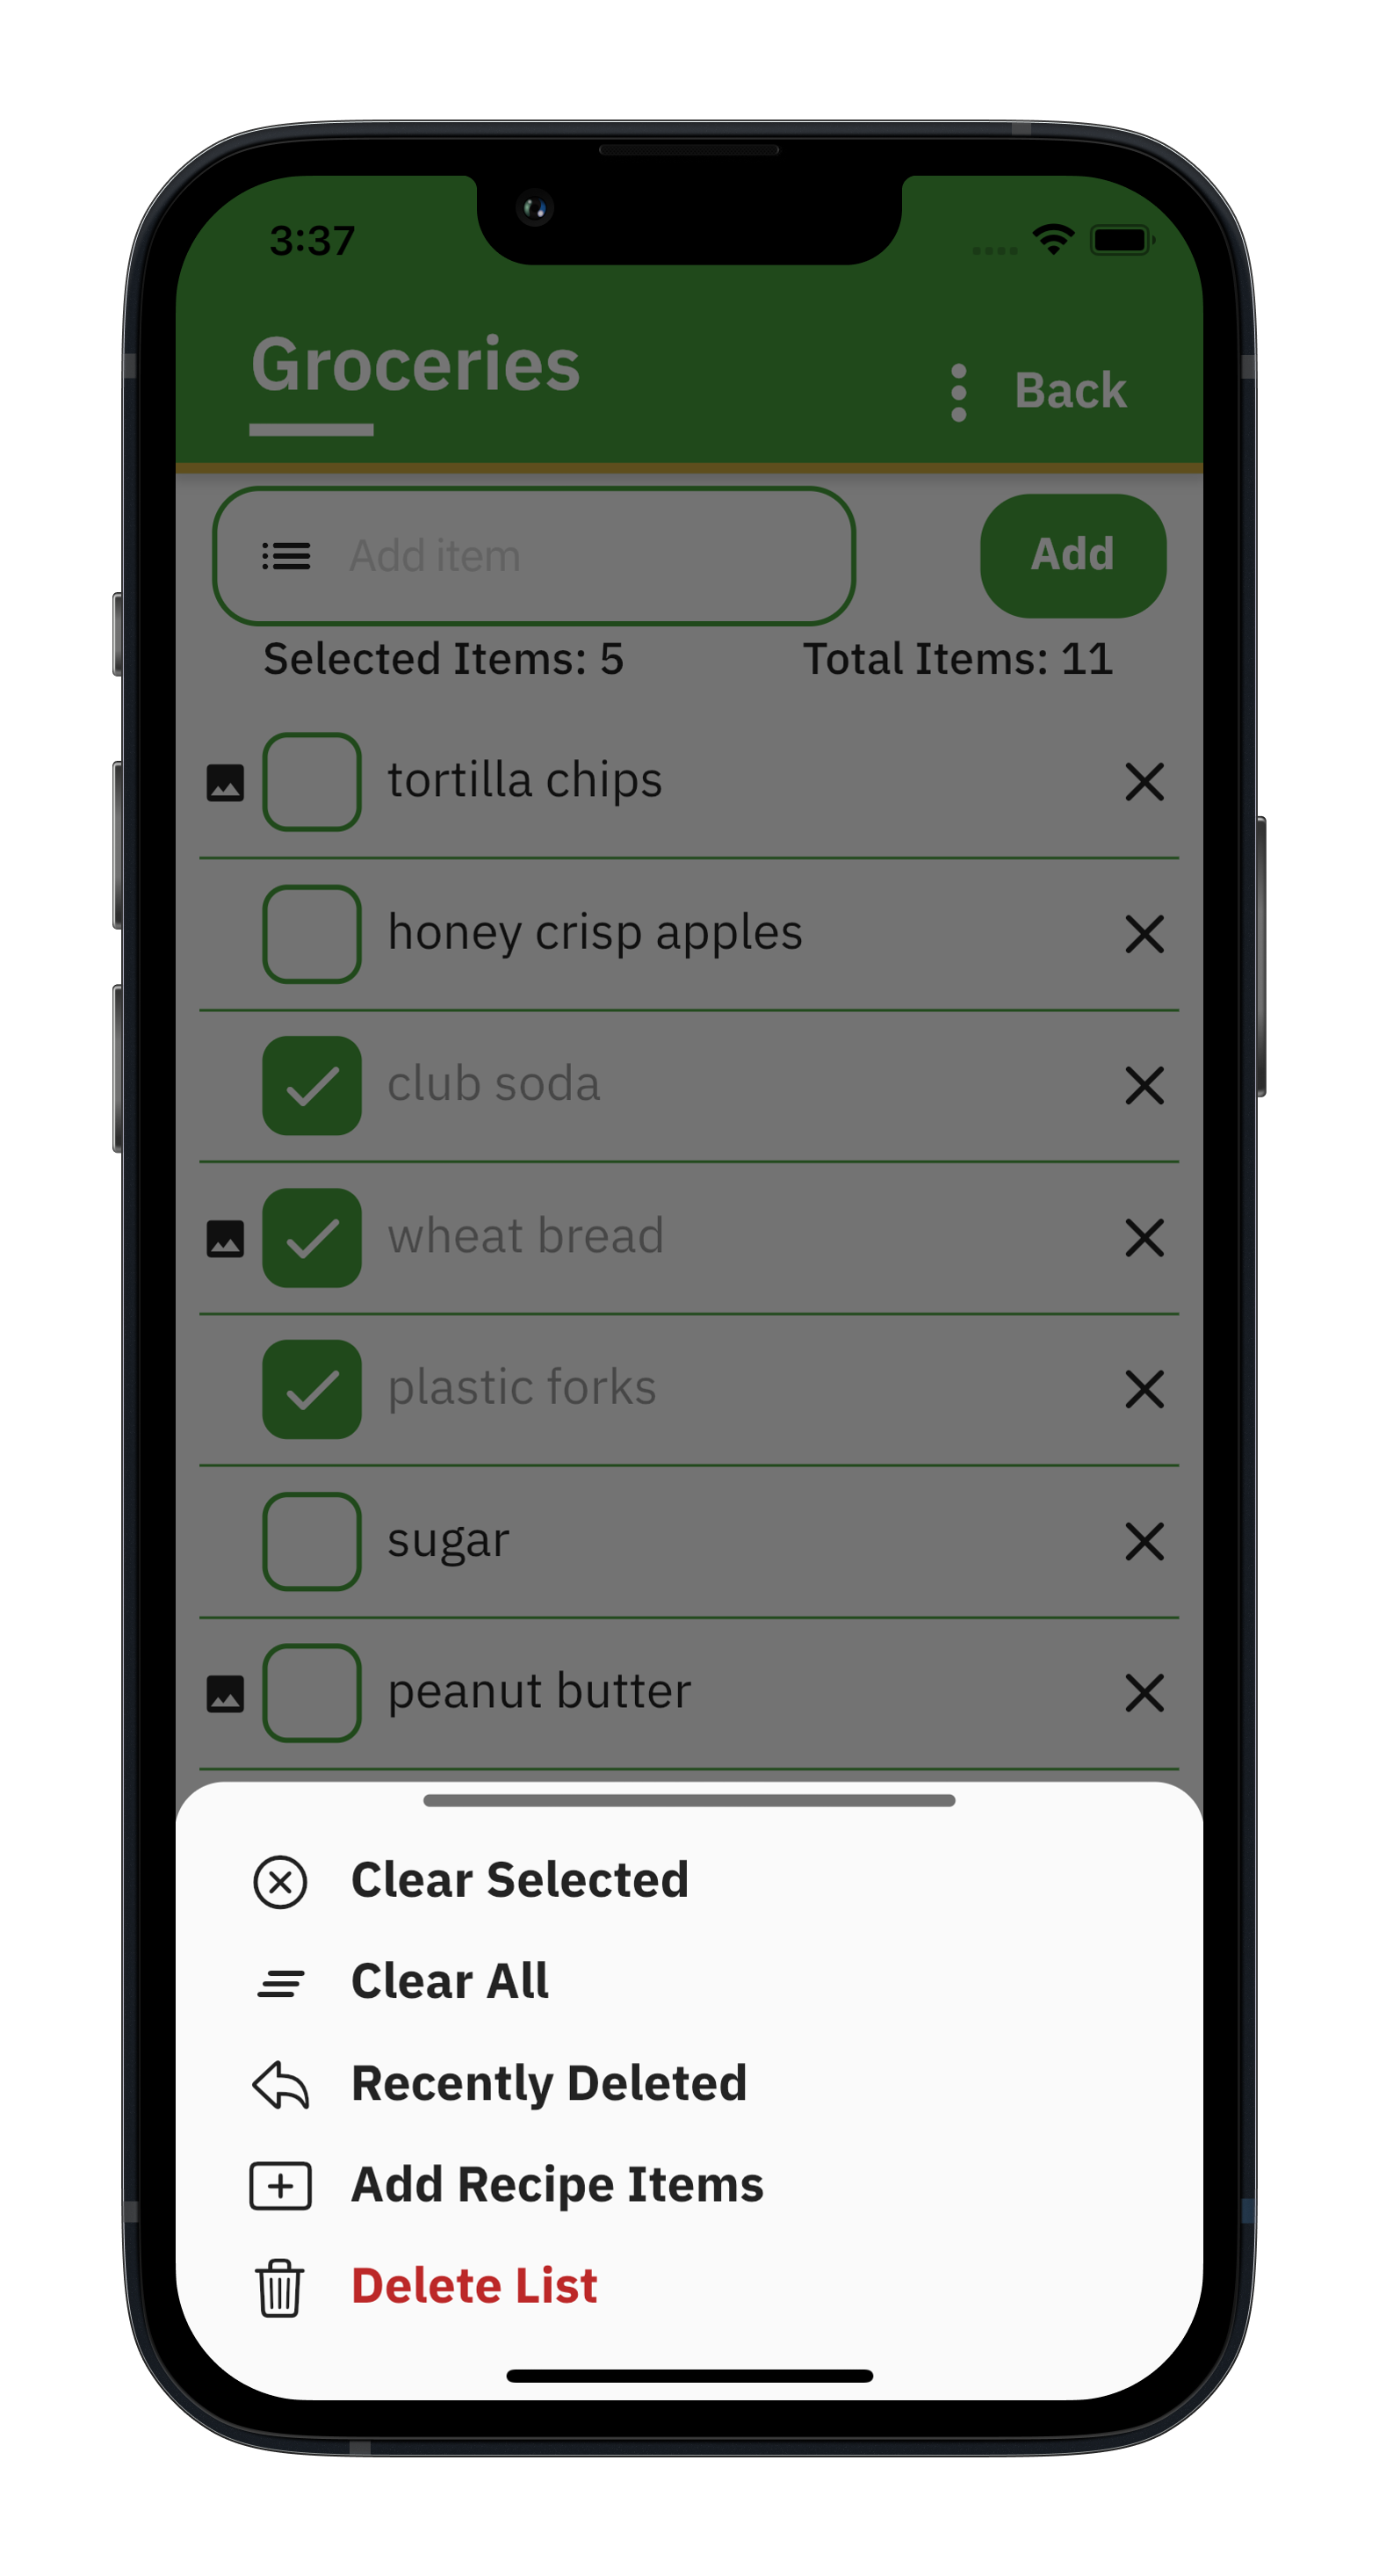 3:37
Groceries
Back
Add item
Add
Selected Items: 5
Total Items: 11
tortilla chips
honey crisp apples
club soda
wheat bread
plastic forks
sugar
peanut butter
Clear Selected
Clear All
Recently Deleted
Add Recipe Items
Delete List